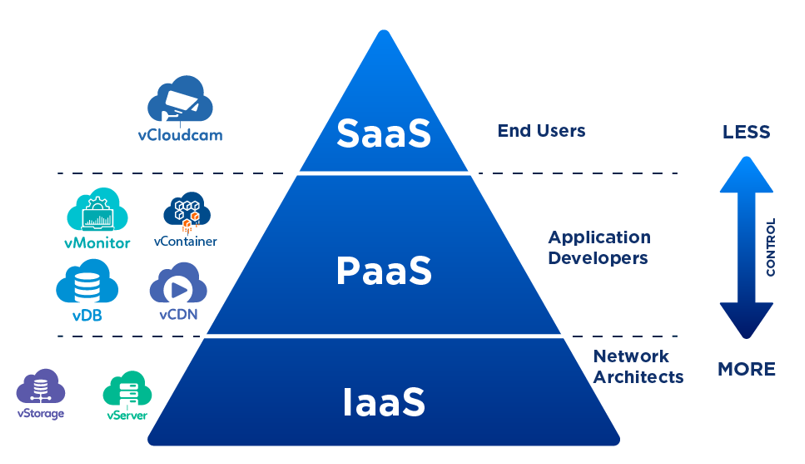 SaaS
End Users
LESS
vCloudcam
vMonitor
vContainer
PaaS
Application
Developers
CONTROL
vDB
vCDN
IaaS
Network
Architects
MORE
vStorage
vServer